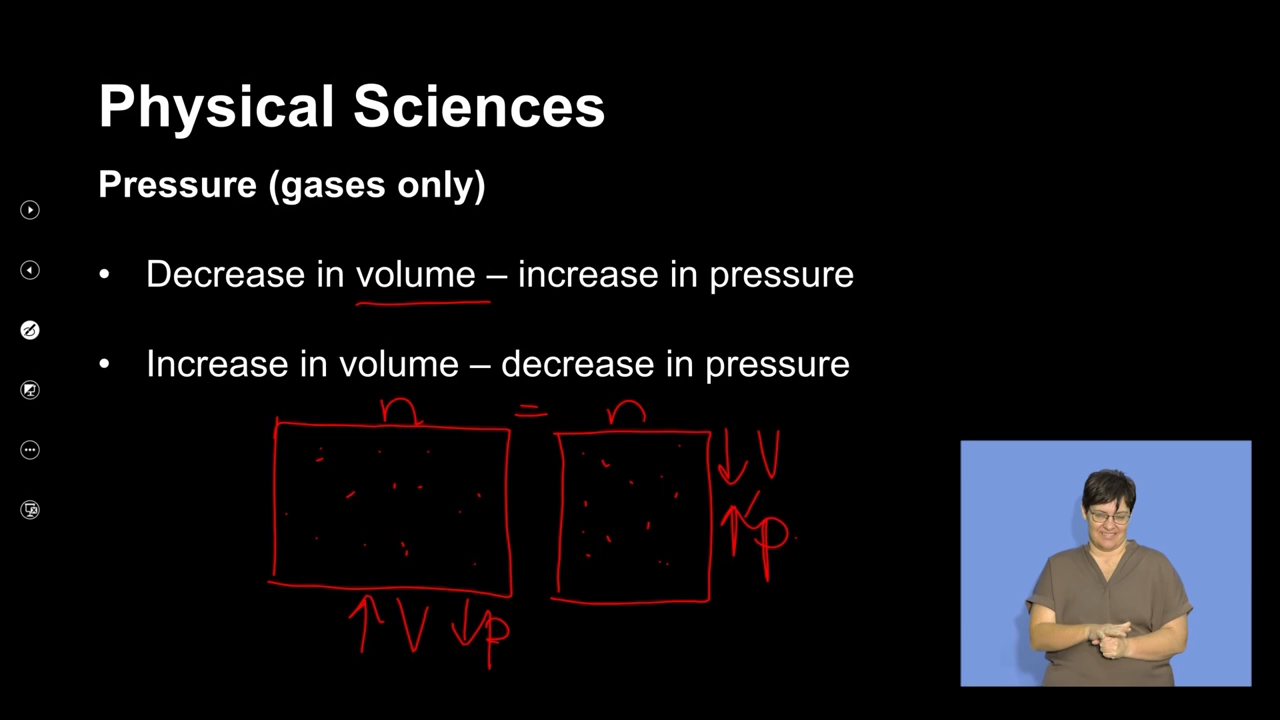 Physical Sciences
Pressure (gases only)
• Decrease in volume – increase in pressure
• Increase in volume – decrease in pressure
n = n
↓ V
↑ p
↑ V ↓ p